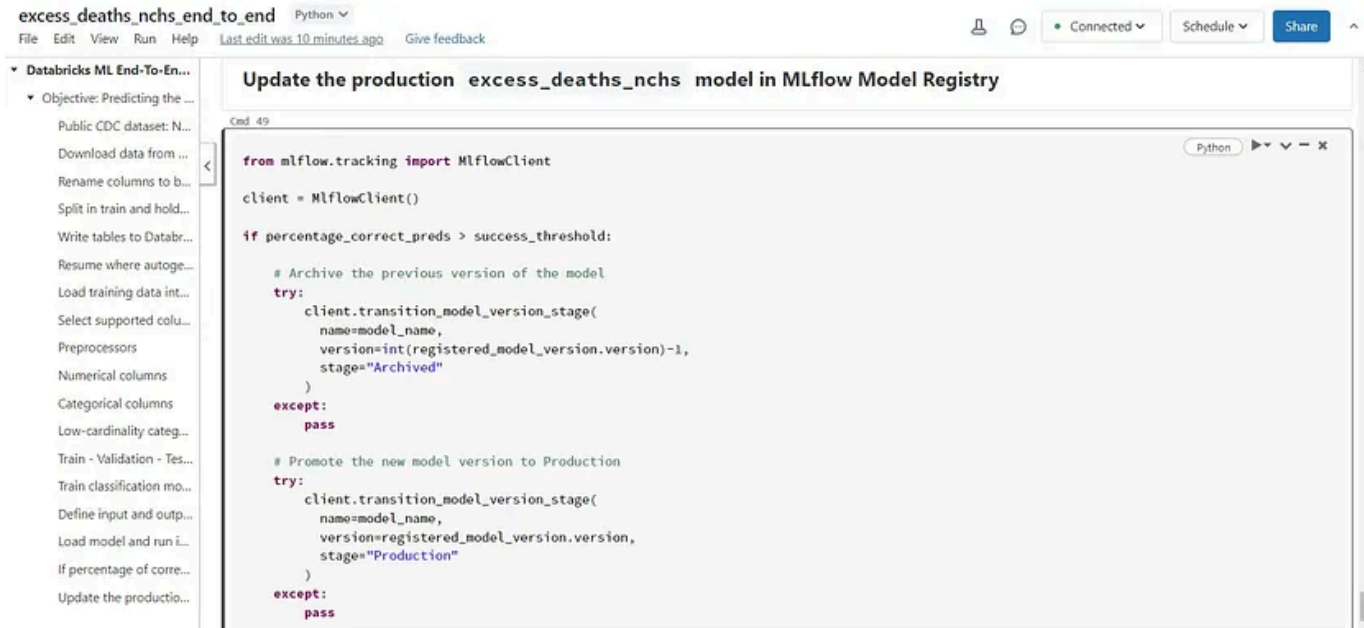 excess_deaths_nchs_end_to_end Python
File Edit View Run Help Last edit was 10 minutes ago Give feedback
Connected Schedule Share
Databricks ML End-To-En...
Objective: Predicting the ...
Public CDC dataset: N...
Download data from ...
Rename columns to b...
Split in train and hold...
Write tables to Databr...
Resume where autoge...
Load training data int...
Select supported colu...
Preprocessors
Numerical columns
Categorical columns
Low-cardinality categ...
Train - Validation - Tes...
Train classification mo...
Define input and outp...
Load model and run i...
If percentage of corre...
Update the productio...
Update the production excess_deaths_nchs model in MLflow Model Registry
Cmd 49
Python
from mlflow.tracking import MlflowClient
client = MlflowClient()
if percentage_correct_preds > success_threshold:
# Archive the previous version of the model
try:
client.transition_model_version_stage(
name=model_name,
version=int(registered_model_version.version)-1,
stage="Archived"
)
except:
pass
# Promote the new model version to Production
try:
client.transition_model_version_stage(
name=model_name,
version=registered_model_version.version,
stage="Production"
)
except:
pass